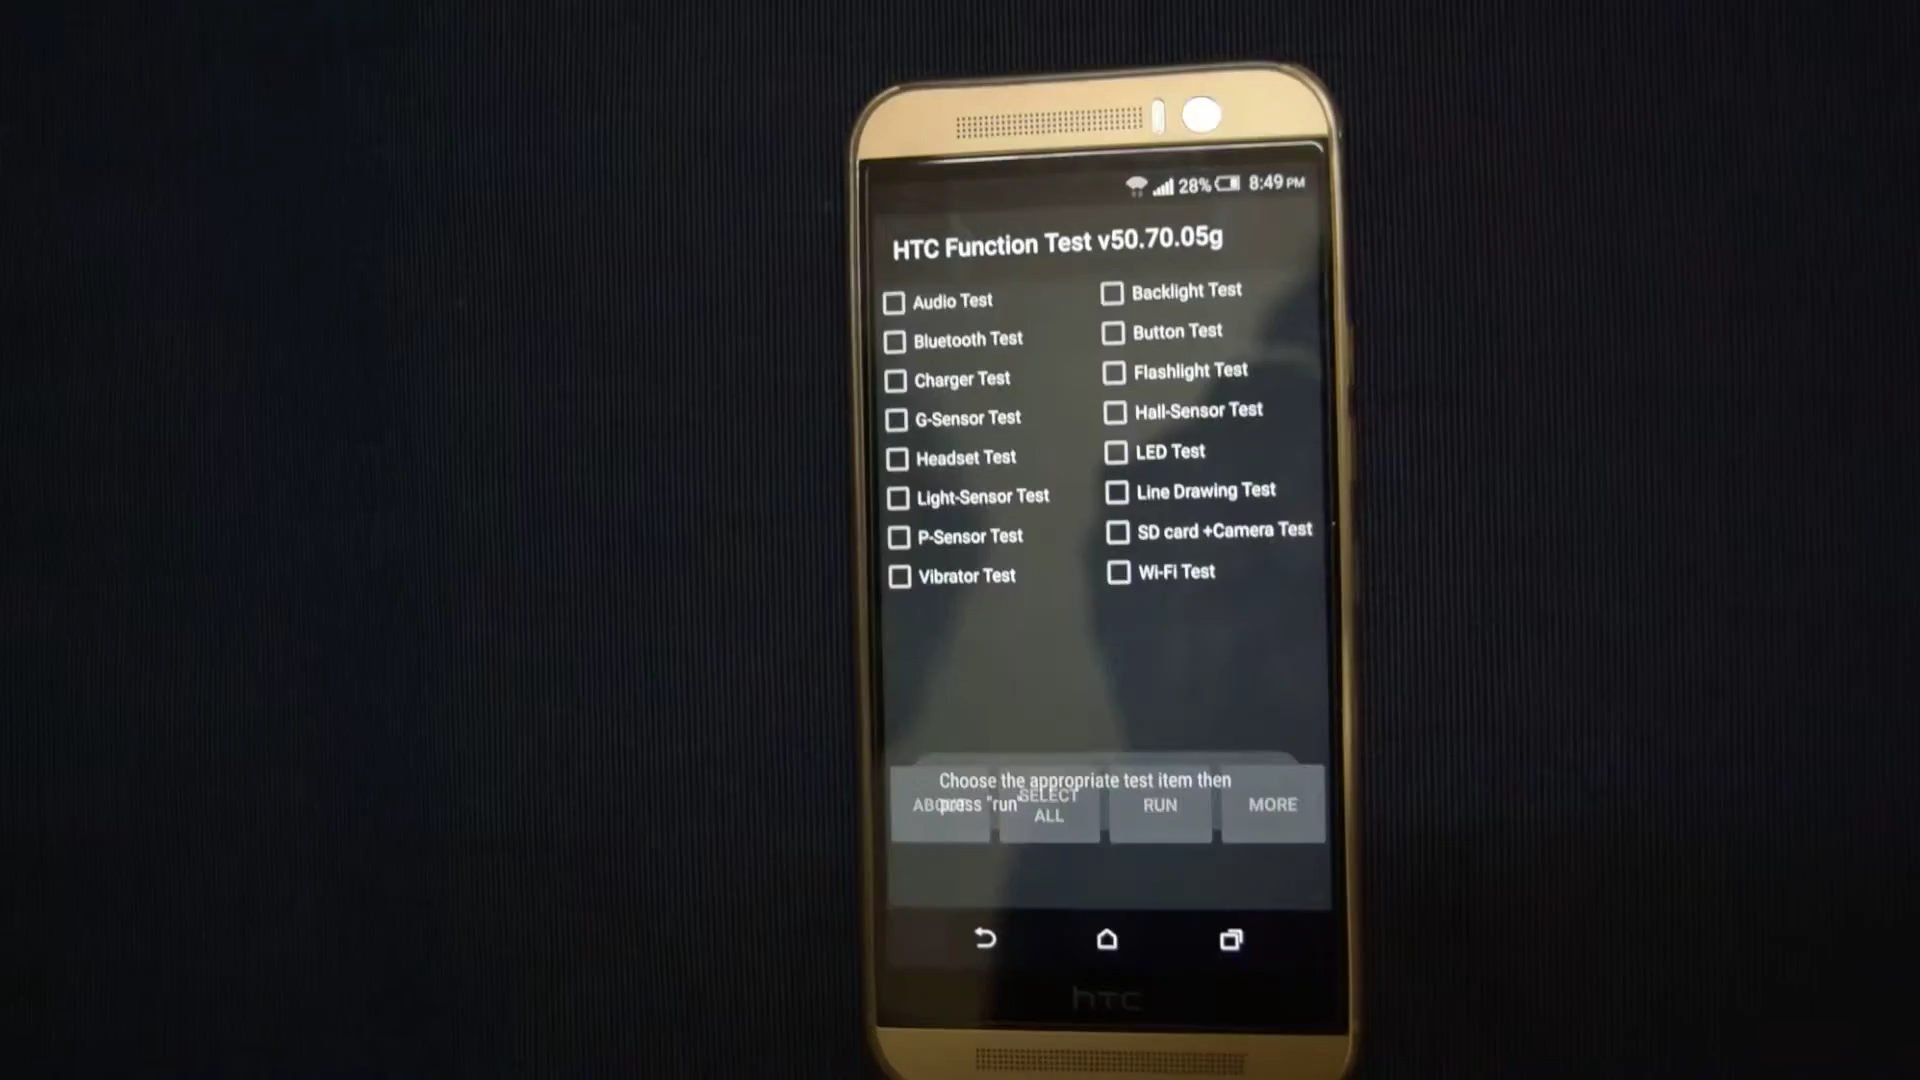 28% 8:49 PM
HTC Function Test v50.70.05g
Audio Test
Backlight Test
Bluetooth Test
Button Test
Charger Test
Flashlight Test
G-Sensor Test
Hall-Sensor Test
Headset Test
LED Test
Light-Sensor Test
Line Drawing Test
P-Sensor Test
SD card +Camera Test
Vibrator Test
Wi-Fi Test
Choose the appropriate test item then
press "run"
SELECT
ALL
RUN
MORE
hTC